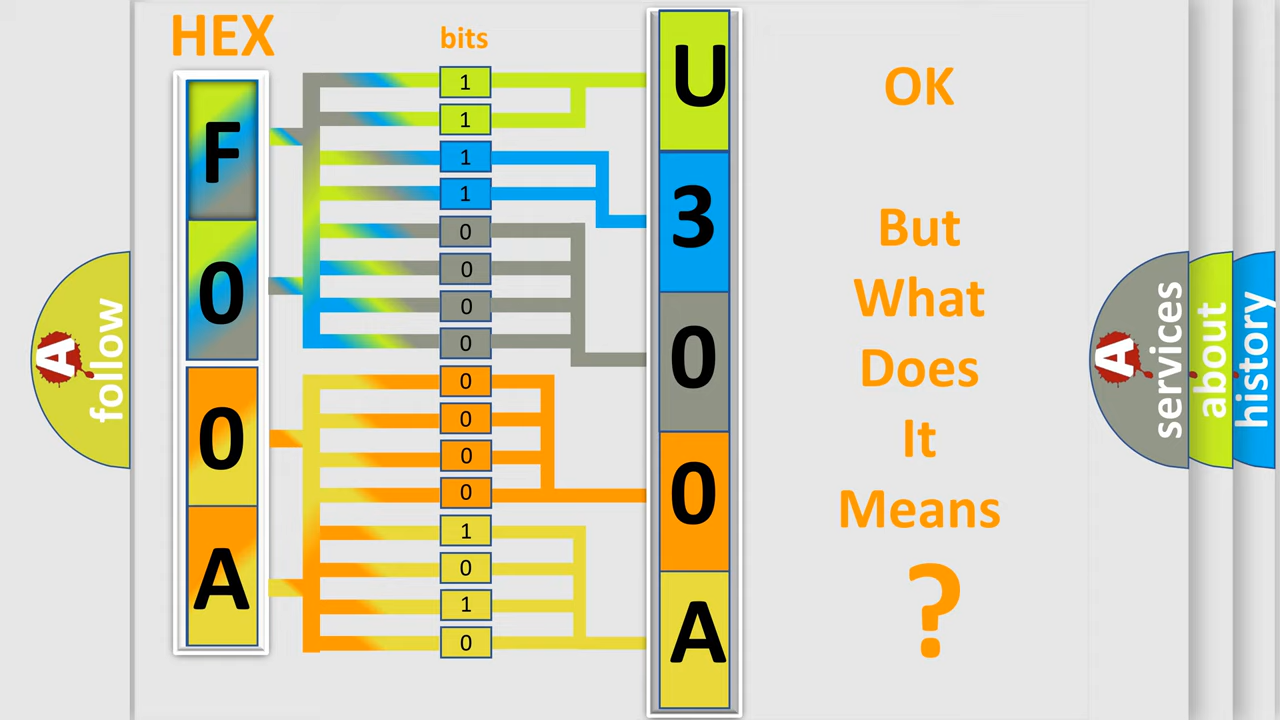 HEX
bits
F
0
0
A
1
1
1
1
0
0
0
0
0
0
0
0
1
0
1
0
U
3
0
0
A
OK
But
What
Does
It
Means
?
A
follow
A
services
about
history